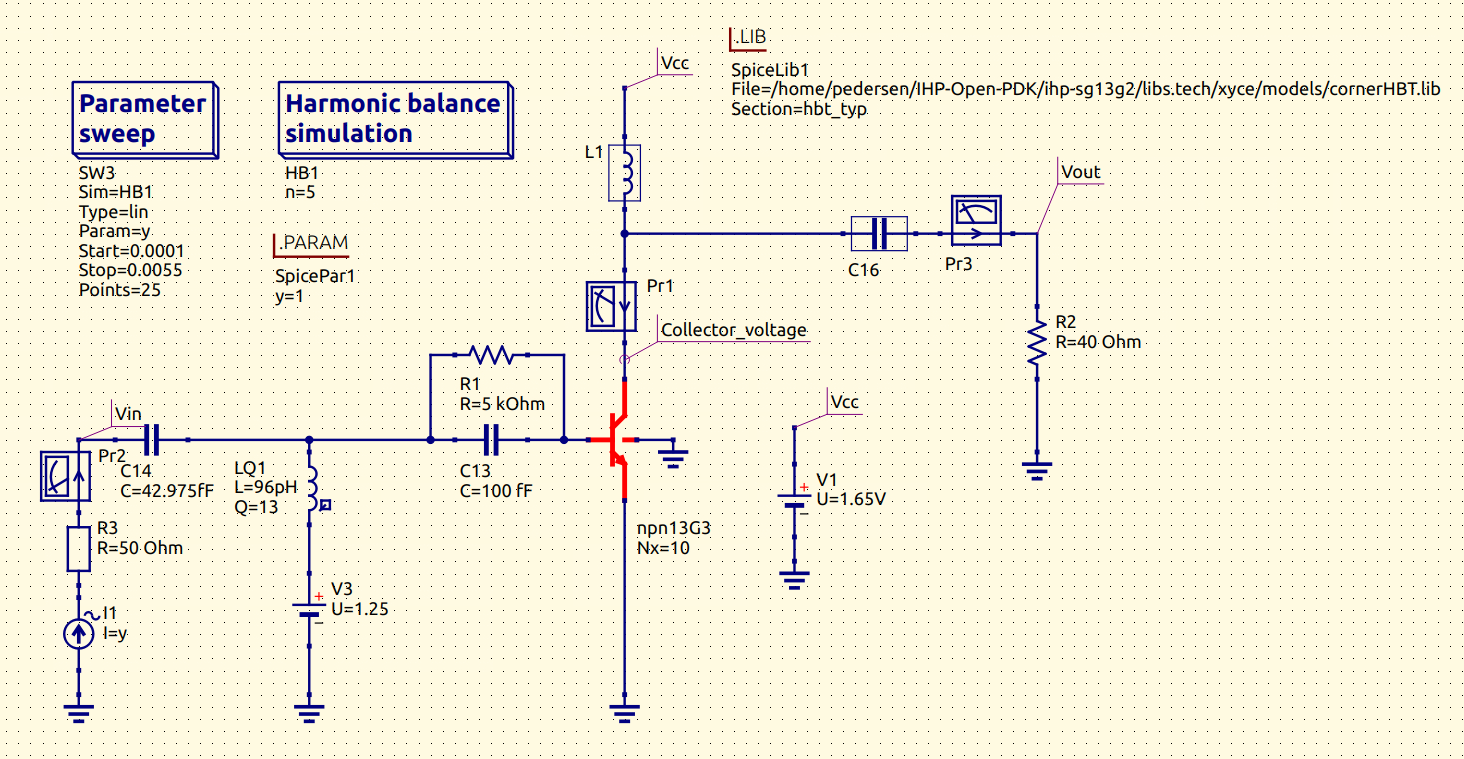 Parameter
sweep
SW3
Sim=HB1
Type=lin
Param=y
Start=0.0001
Stop=0.0055
Points=25
Harmonic balance
simulation
HB1
n=5
.PARAM
SpicePar1
y=1
.LIB
SpiceLib1
File=/home/pedersen/IHP-Open-PDK/ihp-sg13g2/libs.tech/xyce/models/cornerHBT.lib
Section=hbt_typ
Vcc
L1
Vout
C16
Pr3
Pr1
Collector_voltage
R2
R=40 Ohm
R1
R=5 kOhm
Vcc
Vin
Pr2
C14
C=42.975fF
LQ1
L=96pH
Q=13
C13
C=100 fF
V1
U=1.65V
+
−
R3
R=50 Ohm
npn13G3
Nx=10
V3
U=1.25
+
−
I1
I=y